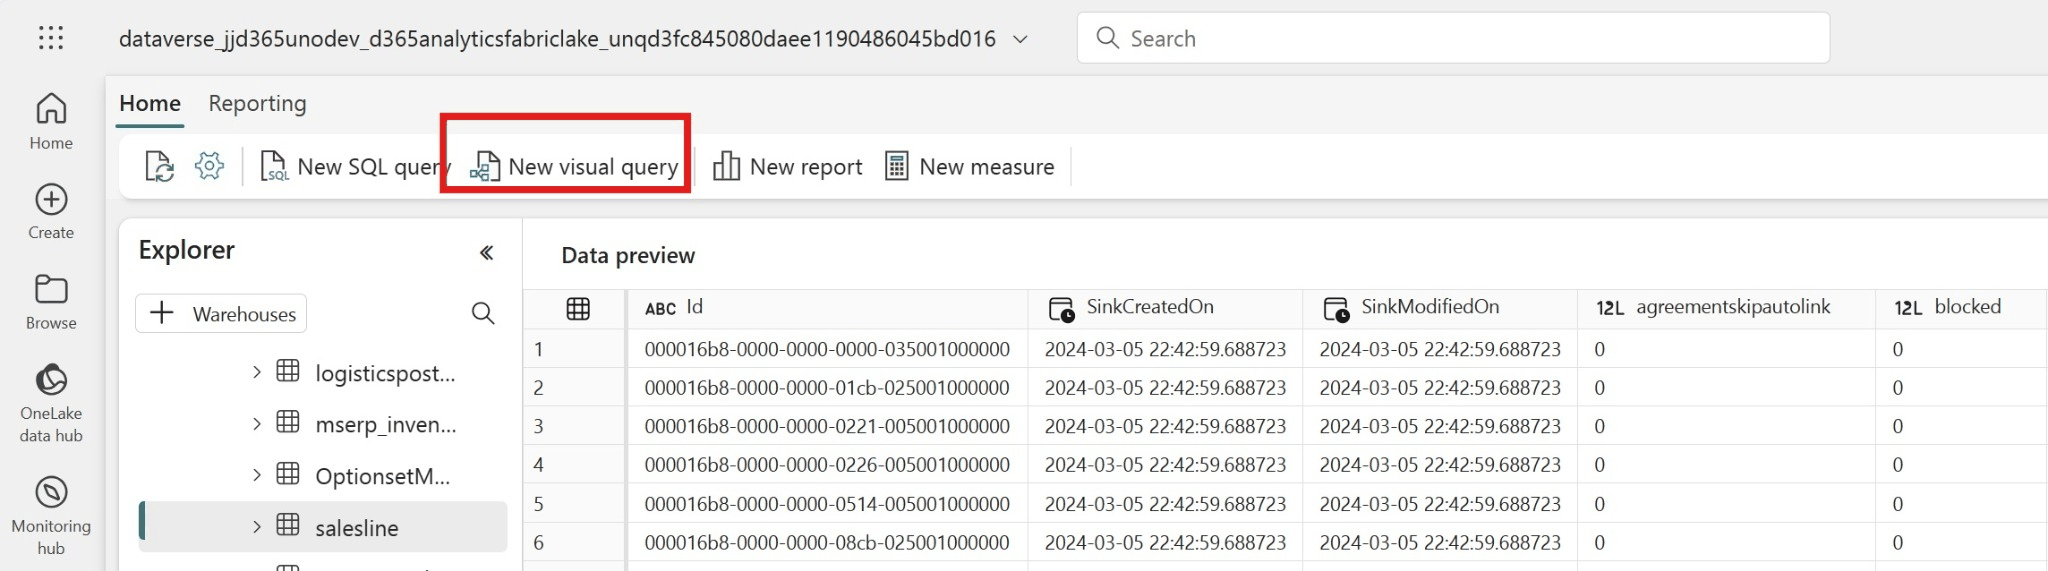 dataverse_jjd365unodev_d365analyticsfabriclake_unqd3fc845080daee1190486045bd016
Search
Home Reporting
New SQL query New visual query New report New measure
Home
Create
Browse
OneLake
data hub
Monitoring
hub
Explorer
Warehouses
logisticspost...
mserp_inven...
OptionsetM...
salesline
Data preview
ABC Id SinkCreatedOn SinkModifiedOn 12L agreementskipautolink 12L blocked
1 000016b8-0000-0000-0000-035001000000 2024-03-05 22:42:59.688723 2024-03-05 22:42:59.688723 0 0
2 000016b8-0000-0000-01cb-025001000000 2024-03-05 22:42:59.688723 2024-03-05 22:42:59.688723 0 0
3 000016b8-0000-0000-0221-005001000000 2024-03-05 22:42:59.688723 2024-03-05 22:42:59.688723 0 0
4 000016b8-0000-0000-0226-005001000000 2024-03-05 22:42:59.688723 2024-03-05 22:42:59.688723 0 0
5 000016b8-0000-0000-0514-005001000000 2024-03-05 22:42:59.688723 2024-03-05 22:42:59.688723 0 0
6 000016b8-0000-0000-08cb-025001000000 2024-03-05 22:42:59.688723 2024-03-05 22:42:59.688723 0 0